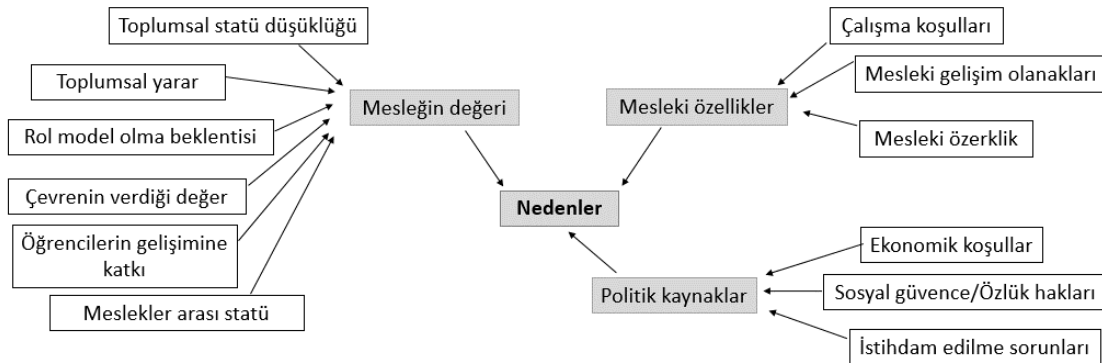 Toplumsal statü düşüklüğü
Toplumsal yarar
Rol model olma beklentisi
Çevrenin verdiği değer
Öğrencilerin gelişimine
katkı
Meslekler arası statü
Mesleğin değeri
Mesleki özellikler
Çalışma koşulları
Mesleki gelişim olanakları
Mesleki özerklik
Nedenler
Politik kaynaklar
Ekonomik koşullar
Sosyal güvence/Özlük hakları
İstihdam edilme sorunları